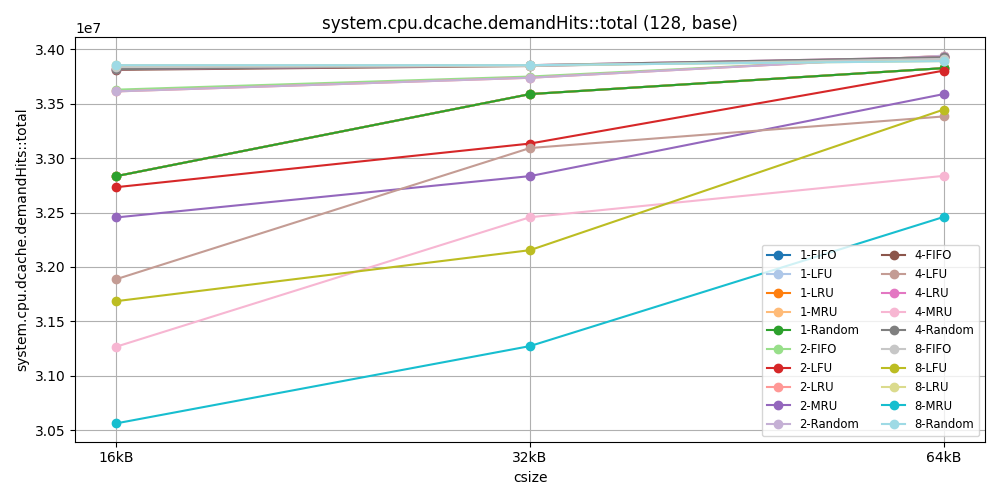 system.cpu.dcache.demandHits::total (128, base)
1e7
system.cpu.dcache.demandHits::total
3.40
3.35
3.30
3.25
3.20
3.15
3.10
3.05
16kB
32kB
64kB
csize
1-FIFO
1-LFU
1-LRU
1-MRU
1-Random
2-FIFO
2-LFU
2-LRU
2-MRU
2-Random
4-FIFO
4-LFU
4-LRU
4-MRU
4-Random
8-FIFO
8-LFU
8-LRU
8-MRU
8-Random